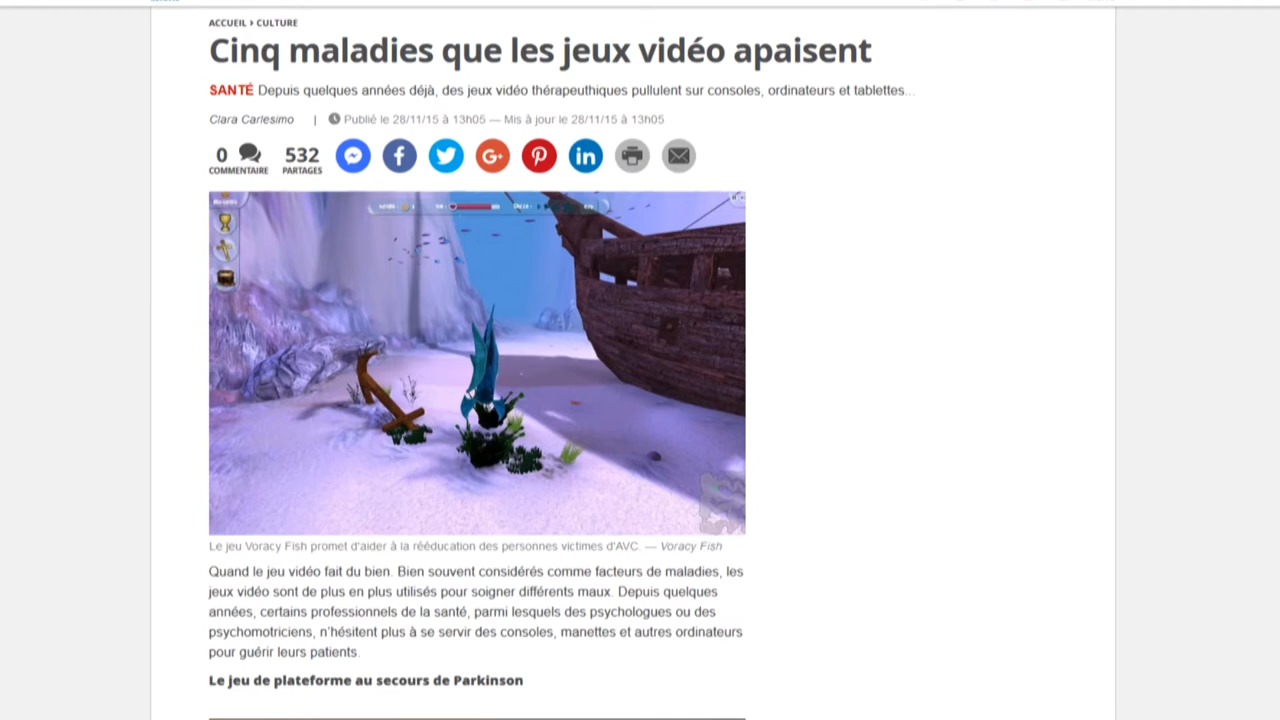 ACCUEIL › CULTURE
Cinq maladies que les jeux vidéo apaisent
SANTÉ Depuis quelques années déjà, des jeux vidéo thérapeuthiques pullulent sur consoles, ordinateurs et tablettes...
Clara Carlesimo | Publié le 28/11/15 à 13h05 — Mis à jour le 28/11/15 à 13h05
0 532
COMMENTAIRE PARTAGES
Le jeu Voracy Fish promet d'aider à la rééducation des personnes victimes d'AVC. — Voracy Fish
Quand le jeu vidéo fait du bien. Bien souvent considérés comme facteurs de maladies, les
jeux vidéo sont de plus en plus utilisés pour soigner différents maux. Depuis quelques
années, certains professionnels de la santé, parmi lesquels des psychologues ou des
psychomotriciens, n'hésitent plus à se servir des consoles, manettes et autres ordinateurs
pour guérir leurs patients.
Le jeu de plateforme au secours de Parkinson